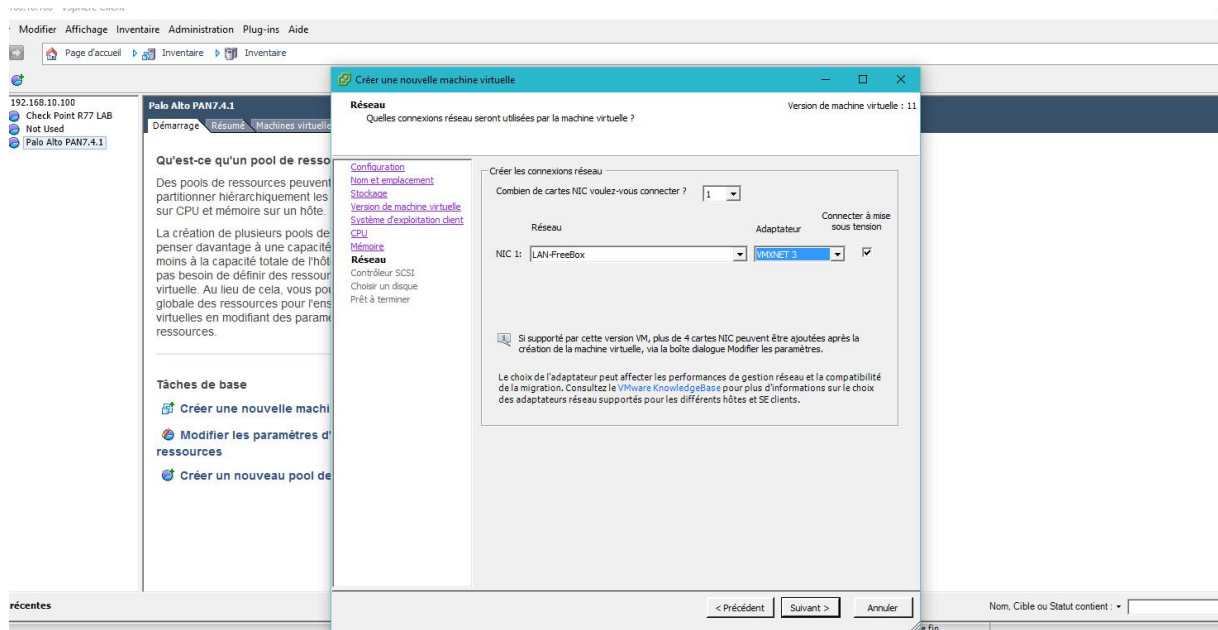 Modifier Affichage Inventaire Administration Plug-ins Aide
Page d'accueil Inventaire Inventaire
Créer une nouvelle machine virtuelle
192.168.10.100
Check Point R77 LAB
Not Used
Palo Alto PAN7.4.1
Palo Alto PAN7.4.1
Démarrage Résumé Machines virtuelle
Qu'est-ce qu'un pool de resso
Des pools de ressources peuvent
partitionner hiérarchiquement les
sur CPU et mémoire sur un hôte.
La création de plusieurs pools de
penser davantage à une capacité
moins à la capacité totale de l'hôt
pas besoin de définir des ressour
virtuelle. Au lieu de cela, vous pou
globale des ressources pour l'ens
virtuelles en modifiant des param
ressources.
Tâches de base
Créer une nouvelle machi
Modifier les paramètres d'
ressources
Créer un nouveau pool de
Réseau
Quelles connexions réseau seront utilisées par la machine virtuelle ?
Version de machine virtuelle : 11
Configuration
Nom et emplacement
Stockage
Version de machine virtuelle
Système d'exploitation client
CPU
Mémoire
Réseau
Contrôleur SCSI
Choisir un disque
Prêt à terminer
Créer les connexions réseau
Combien de cartes NIC voulez-vous connecter ? 1
Réseau Adaptateur Connecter à mise
sous tension
NIC 1: LAN-FreeBox VMXNET 3
Si supporté par cette version VM, plus de 4 cartes NIC peuvent être ajoutées après la
création de la machine virtuelle, via la boîte dialogue Modifier les paramètres.
Le choix de l'adaptateur peut affecter les performances de gestion réseau et la compatibilité
de la migration. Consultez le VMware KnowledgeBase pour plus d'informations sur le choix
des adaptateurs réseau supportés pour les différents hôtes et SE clients.
< Précédent Suivant > Annuler
récentes
Nom, Cible ou Statut contient :
e fin